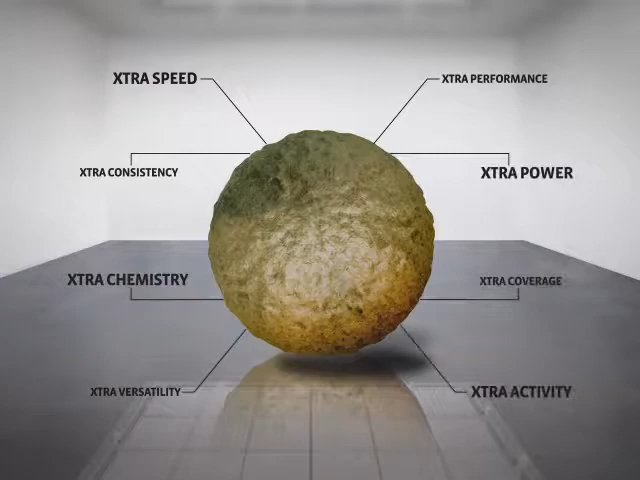 XTRA SPEED
XTRA PERFORMANCE
XTRA CONSISTENCY
XTRA POWER
XTRA CHEMISTRY
XTRA COVERAGE
XTRA VERSATILITY
XTRA ACTIVITY